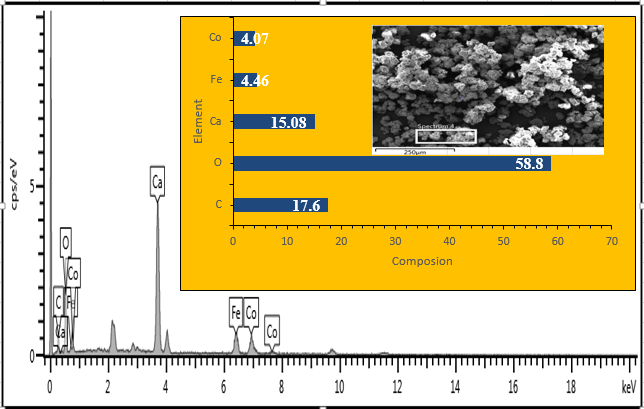 cps/eV
5
0
0
2
4
6
8
10
12
14
16
18
keV
O
Co
C
Fe
Ca
Ca
Fe
Co
Co
Element
Co
4.07
Fe
4.46
Ca
15.08
O
58.8
C
17.6
0
10
20
30
40
50
60
70
Composion
Spectrum 4
250µm